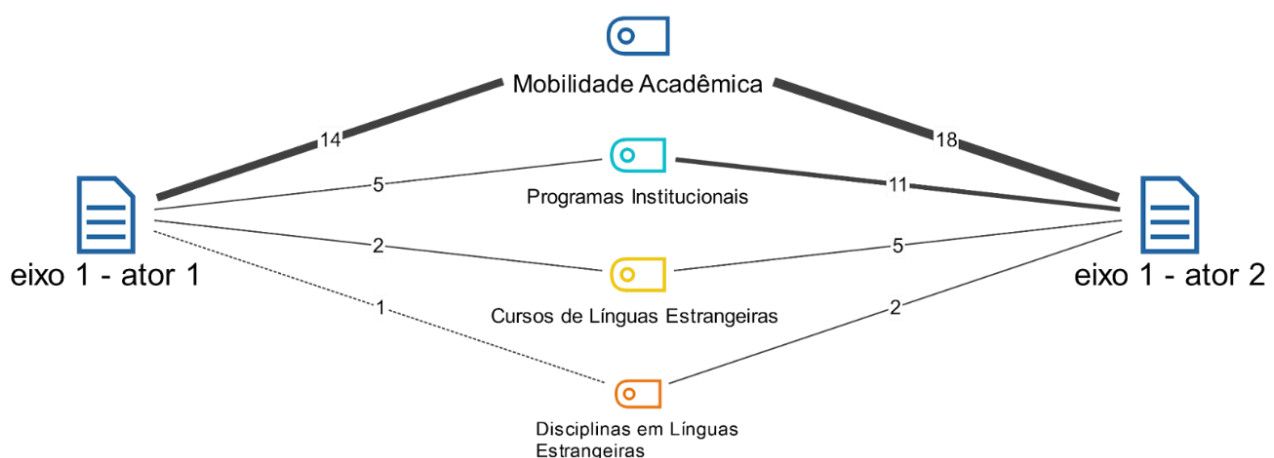 Mobilidade Acadêmica
14
18
5
11
Programas Institucionais
eixo 1 - ator 1
eixo 1 - ator 2
2
5
Cursos de Línguas Estrangeiras
1
2
Disciplinas em Línguas
Estrangeiras